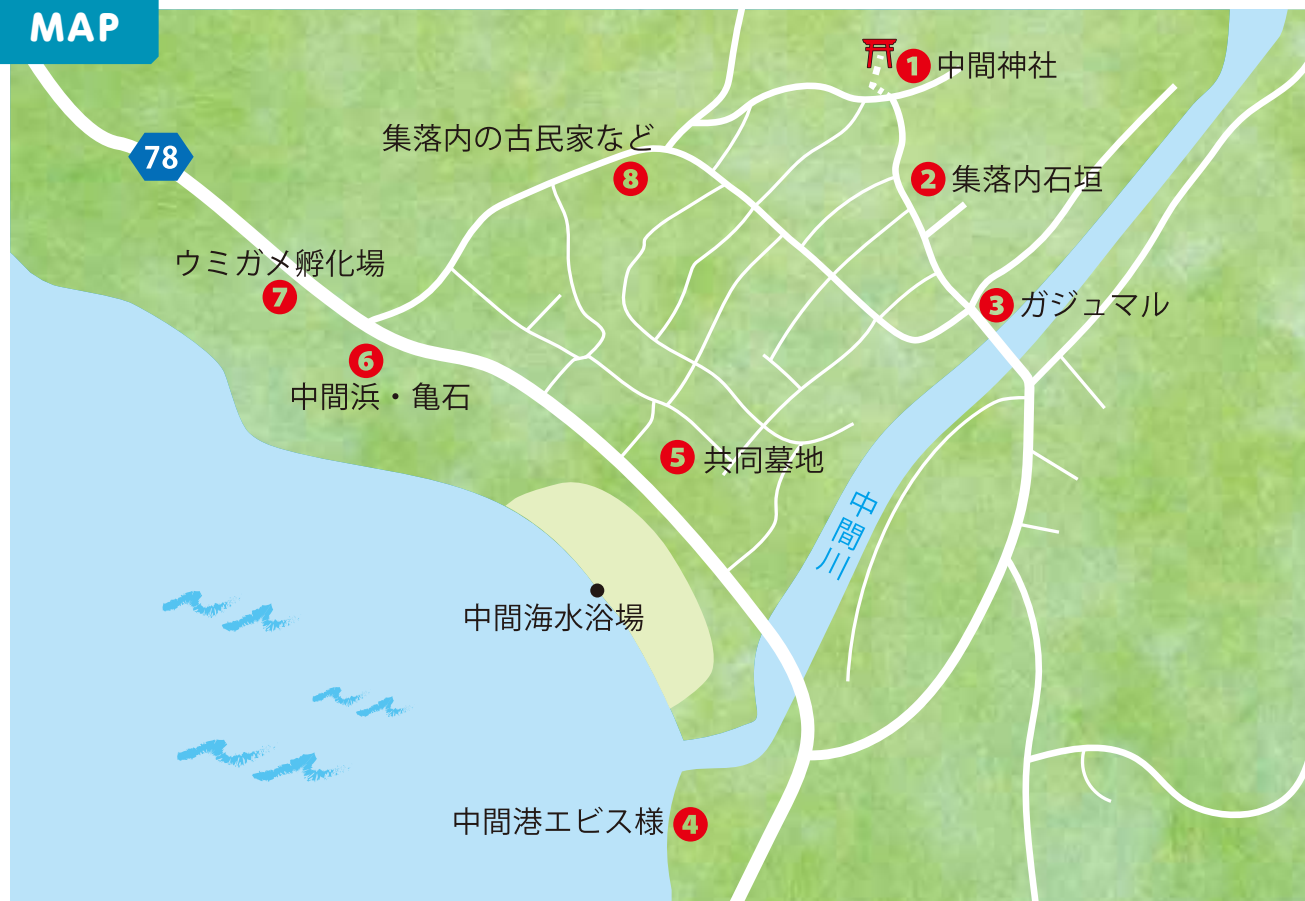 MAP
1 中間神社
集落内の古民家など
8
78
2 集落内石垣
ウミガメ孵化場
7
3 ガジュマル
6
中間浜・亀石
5 共同墓地
中間川
中間海水浴場
中間港エビス様 4